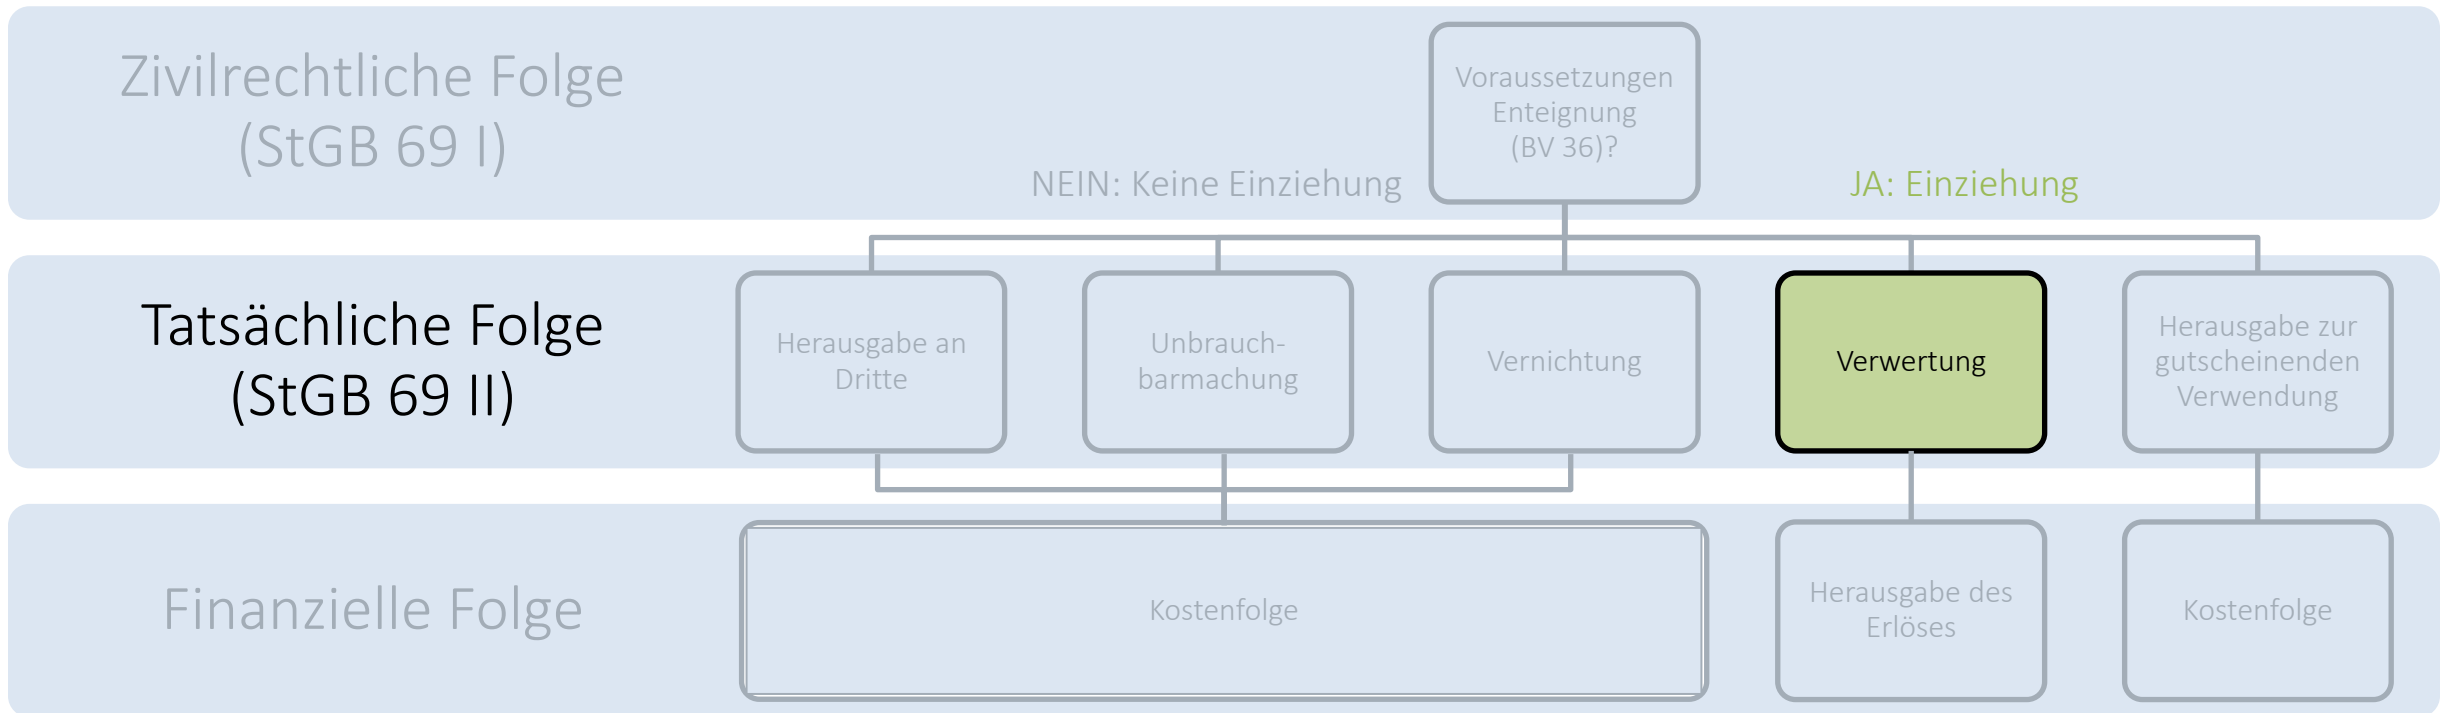 Zivilrechtliche Folge
(StGB 69 I)
Voraussetzungen
Enteignung
(BV 36)?
NEIN: Keine Einziehung
JA: Einziehung
Tatsächliche Folge
(StGB 69 II)
Herausgabe an
Dritte
Unbrauch-
barmachung
Vernichtung
Verwertung
Herausgabe zur
gutscheinenden
Verwendung
Finanzielle Folge
Kostenfolge
Herausgabe des
Erlöses
Kostenfolge